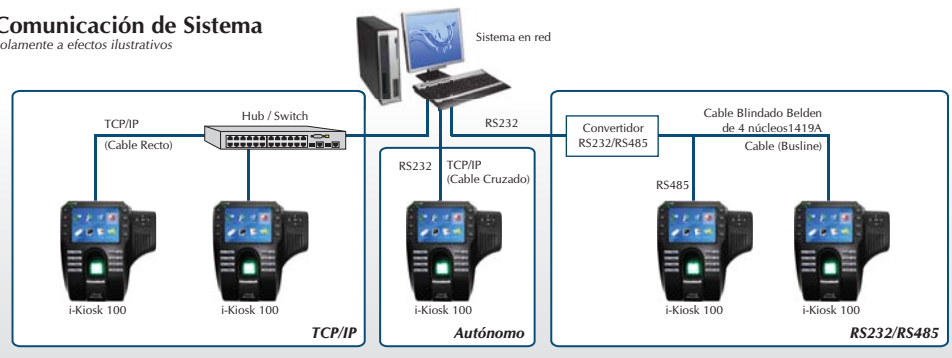 Comunicación de Sistema
olamente a efectos ilustrativos
Sistema en red
TCP/IP
(Cable Recto)
Hub / Switch
i-Kiosk 100
i-Kiosk 100
TCP/IP
RS232
TCP/IP
(Cable Cruzado)
i-Kiosk 100
Autónomo
RS232
Convertidor
RS232/RS485
Cable Blindado Belden
de 4 núcleos1419A
Cable (Busline)
RS485
i-Kiosk 100
i-Kiosk 100
RS232/RS485